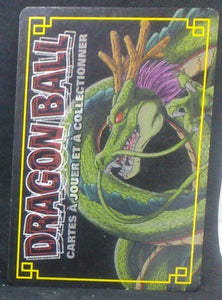 DRAGON BALL
CARTES À JOUER ET À COLLECTIONNER